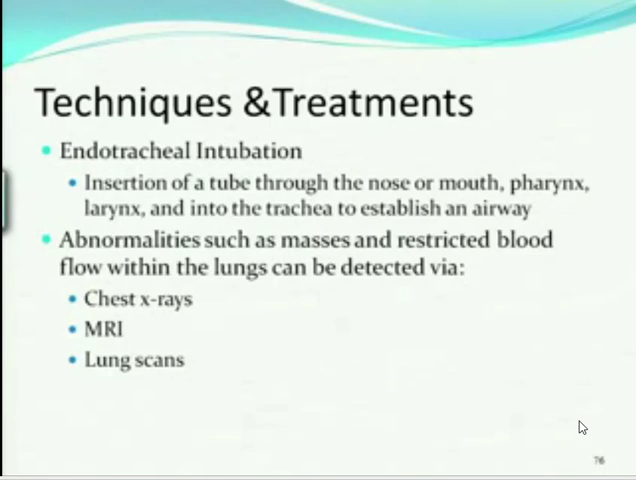 Techniques &Treatments
Endotracheal Intubation
Insertion of a tube through the nose or mouth, pharynx,
larynx, and into the trachea to establish an airway
Abnormalities such as masses and restricted blood
flow within the lungs can be detected via:
Chest x-rays
MRI
Lung scans
76